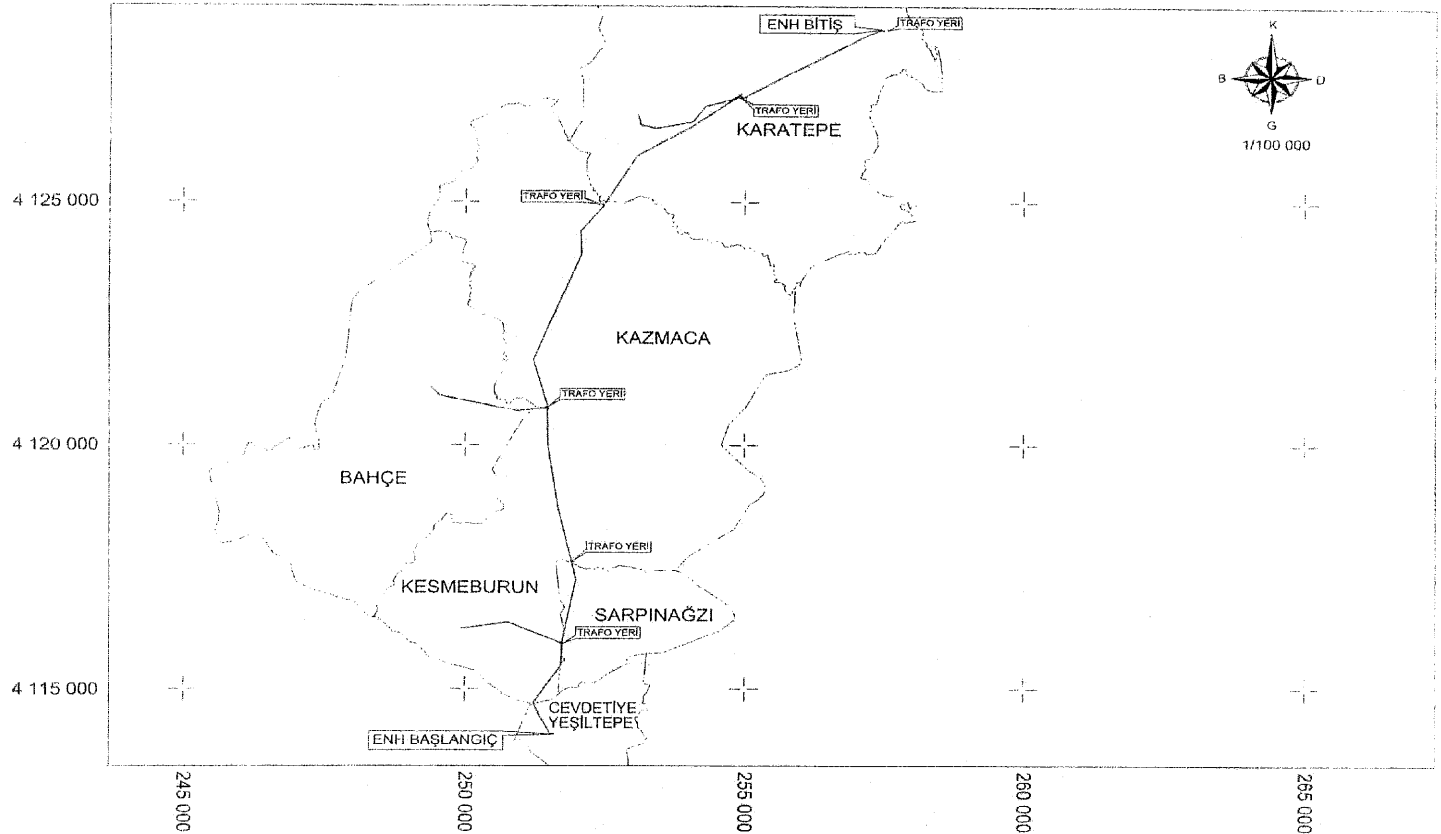 ENH BİTİŞ
TRAFO YERİ
K
B
D
G
1/100 000
TRAFO YERİ
KARATEPE
4 125 000
TRAFO YERİ
KAZMACA
TRAFO YERİ
4 120 000
BAHÇE
TRAFO YERİ
KESMEBURUN
SARPINAĞZI
TRAFO YERİ
4 115 000
CEVDETİYE
YEŞİLTEPE
ENH BAŞLANGIÇ
245 000
250 000
255 000
260 000
265 000